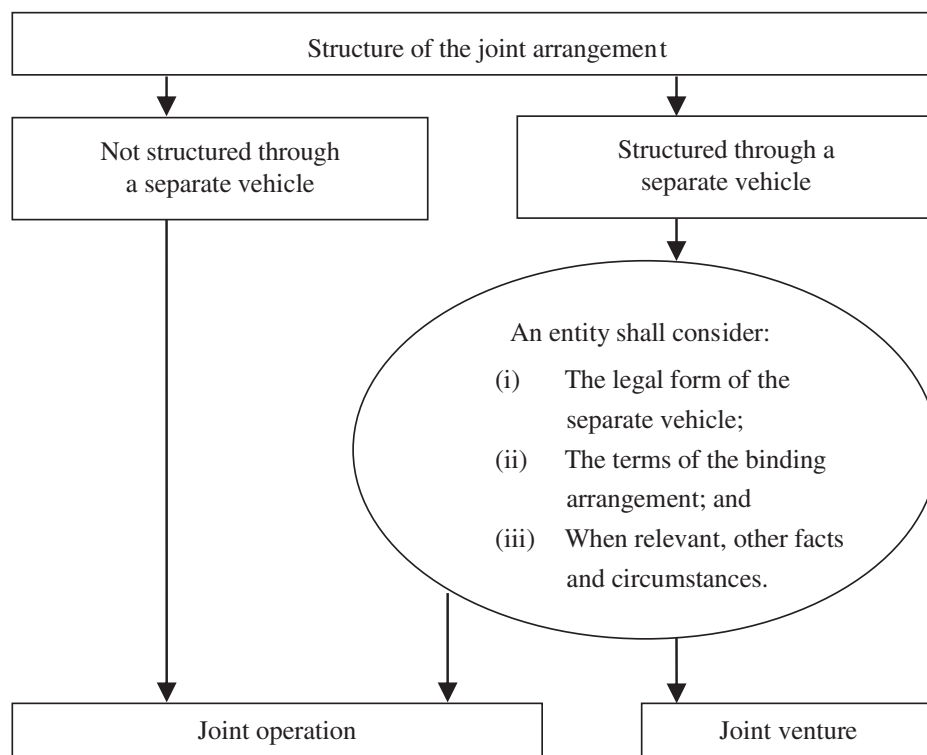 Structure of the joint arrangement
Not structured through
a separate vehicle
Structured through a
separate vehicle
An entity shall consider:
(i) The legal form of the
separate vehicle;
(ii) The terms of the binding
arrangement; and
(iii) When relevant, other facts
and circumstances.
Joint operation
Joint venture